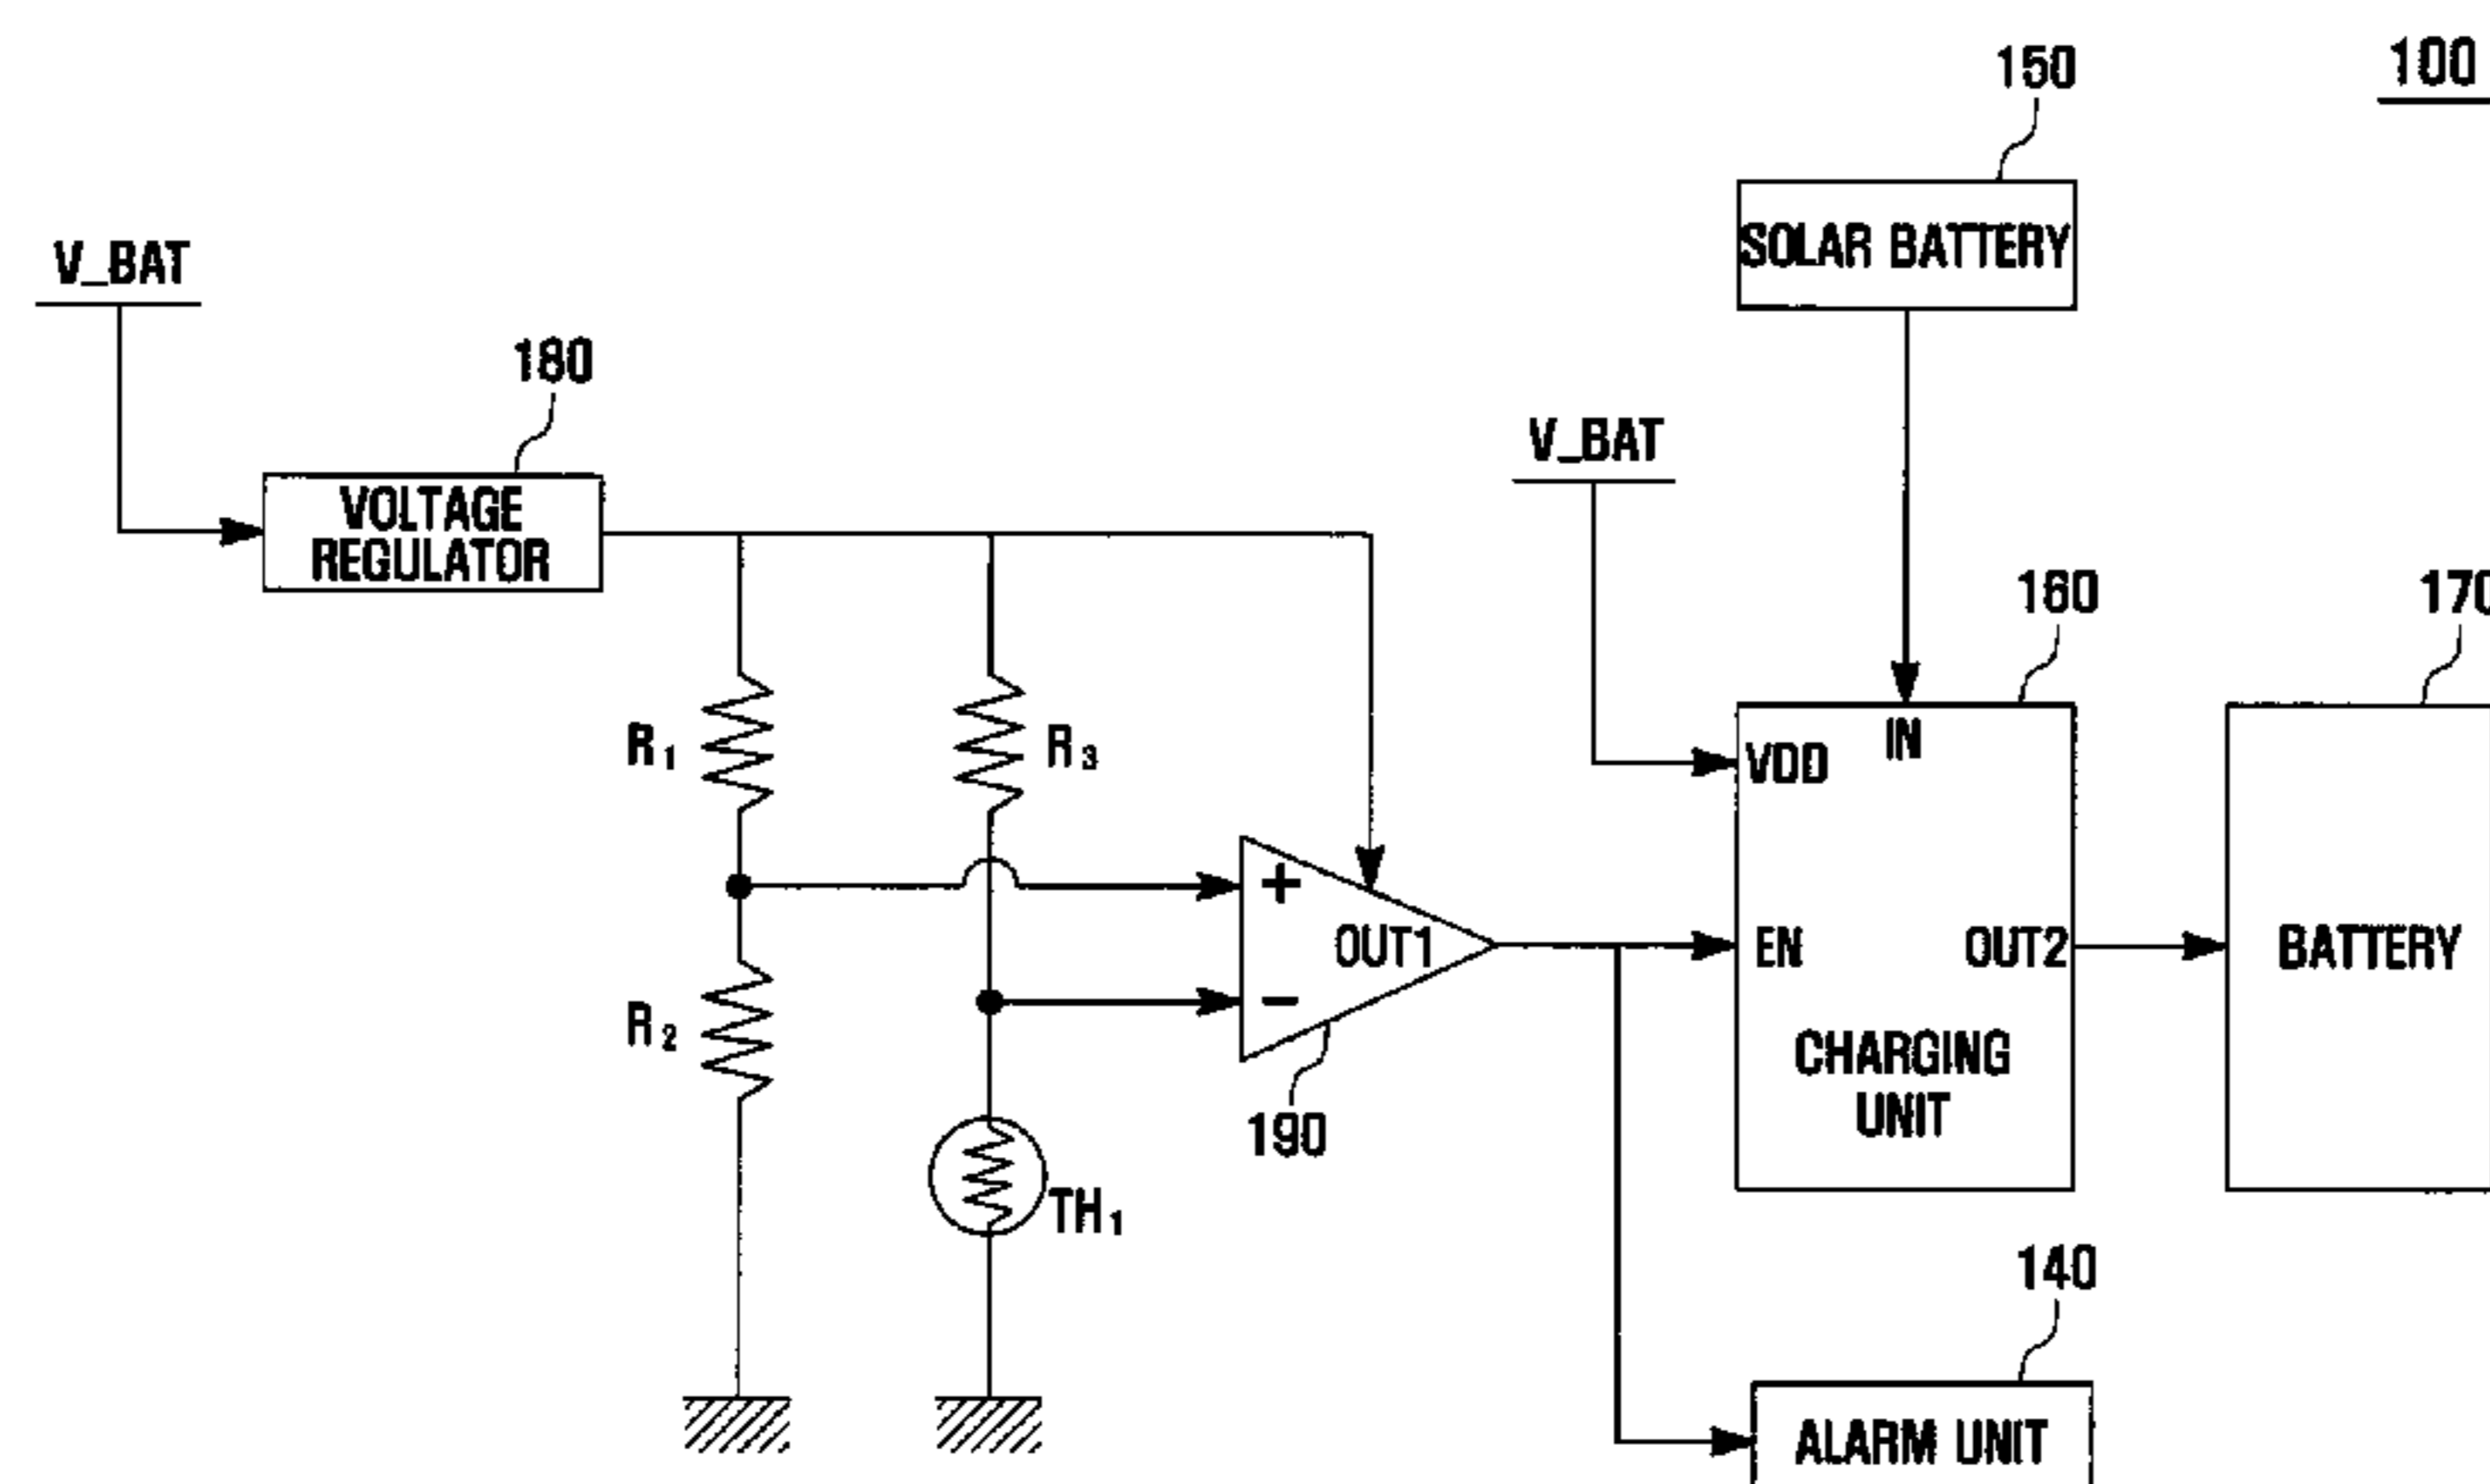 100
150
SOLAR BATTERY
V_BAT
180
VOLTAGE
REGULATOR
V_BAT
160
170
R1
R3
VDD
IN
+
OUT1
EN
OUT2
BATTERY
−
R2
CHARGING
UNIT
190
TH1
140
ALARM UNIT